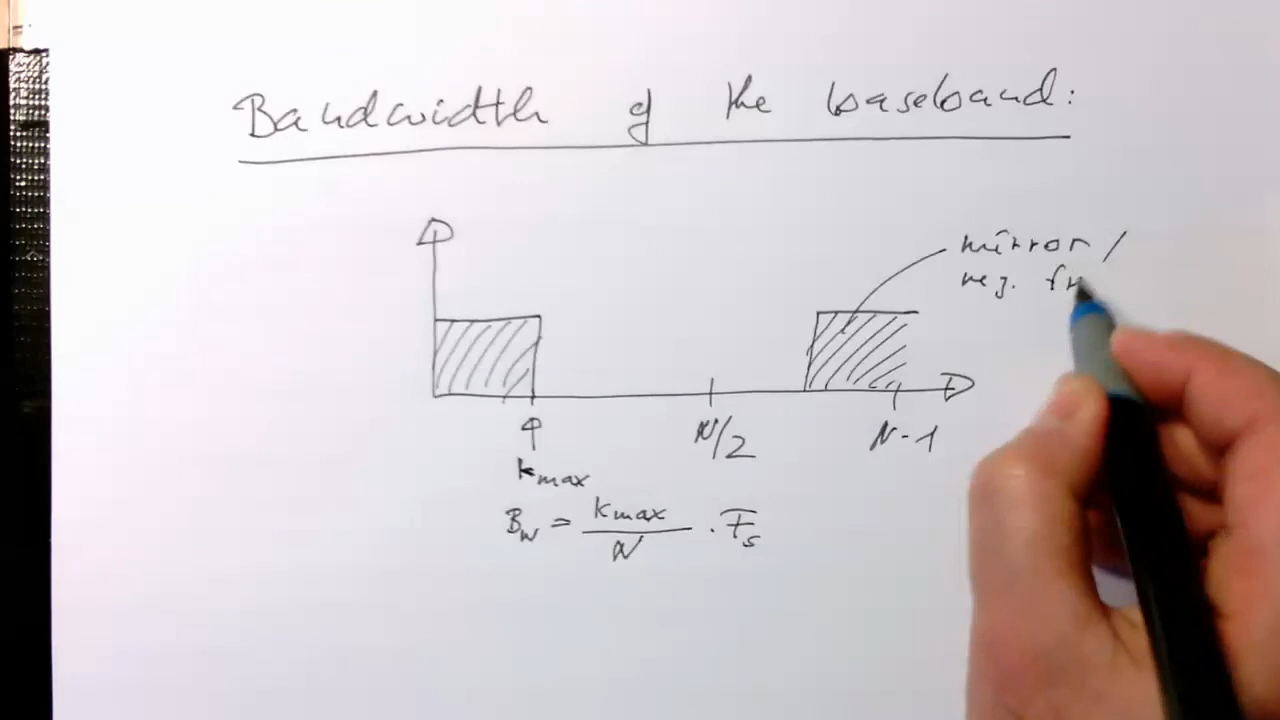 Bandwidth of the baseband:
mirror /
neg. fr
N/2
N-1
kmax
Bw = kmax / N · Fs